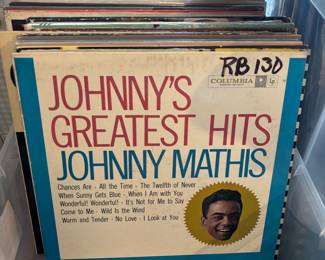 RB 13D
COLUMBIA
lp
JOHNNY'S
GREATEST HITS
JOHNNY MATHIS
Chances Are - All the Time - The Twelfth of Never
When Sunny Gets Blue - When I Am with You
Wonderful! Wonderful! - It's Not for Me to Say
Come to Me - Wild Is the Wind
Warm and Tender - No Love - I Look at You